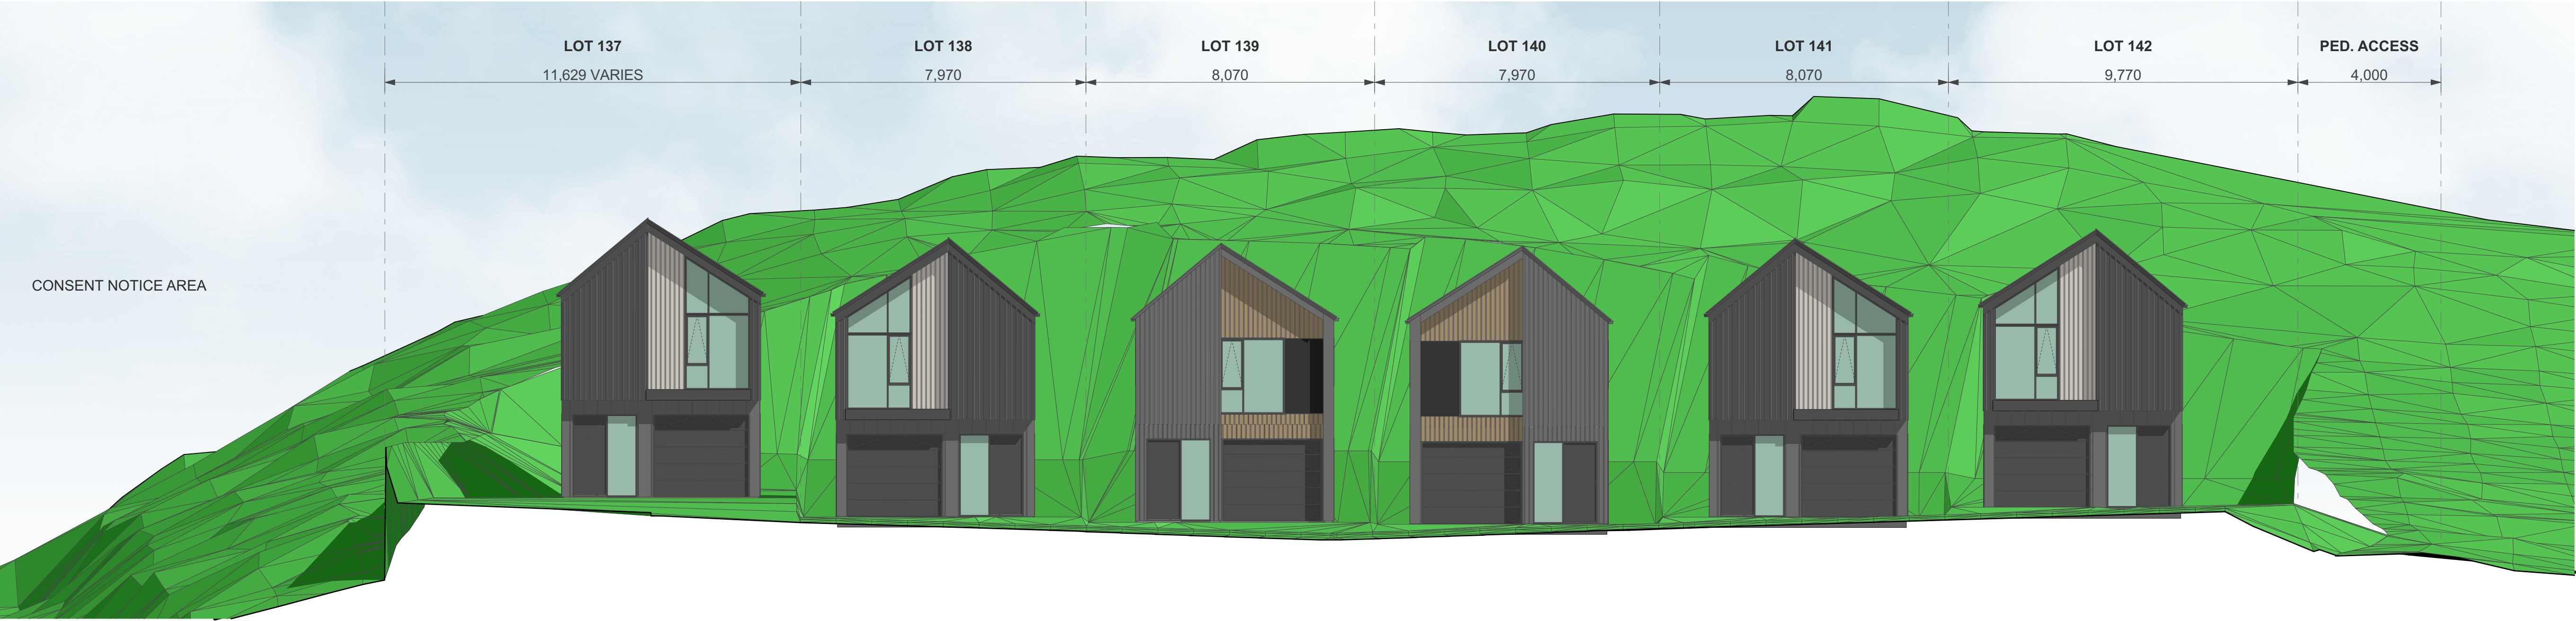 LOT 137
LOT 138
LOT 139
LOT 140
LOT 141
LOT 142
PED. ACCESS
11,629 VARIES
7,970
8,070
7,970
8,070
9,770
4,000
CONSENT NOTICE AREA